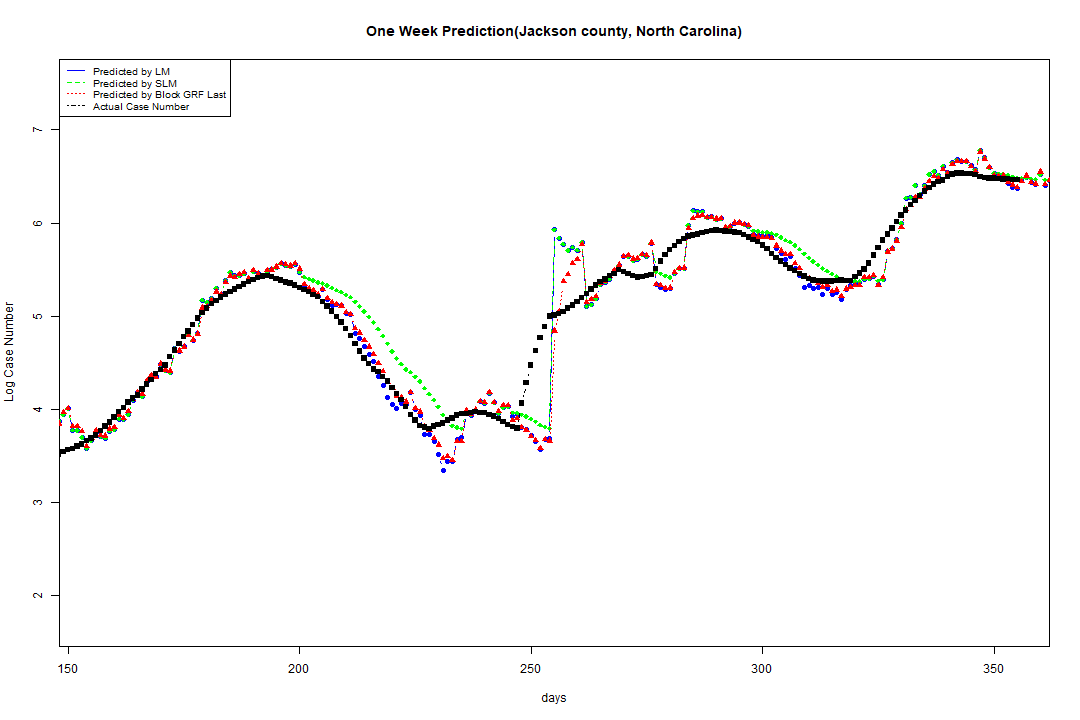 One Week Prediction(Jackson county, North Carolina)
Predicted by LM
Predicted by SLM
Predicted by Block GRF Last
Actual Case Number
Log Case Number
7
6
5
4
3
2
150 200 250 300 350
days